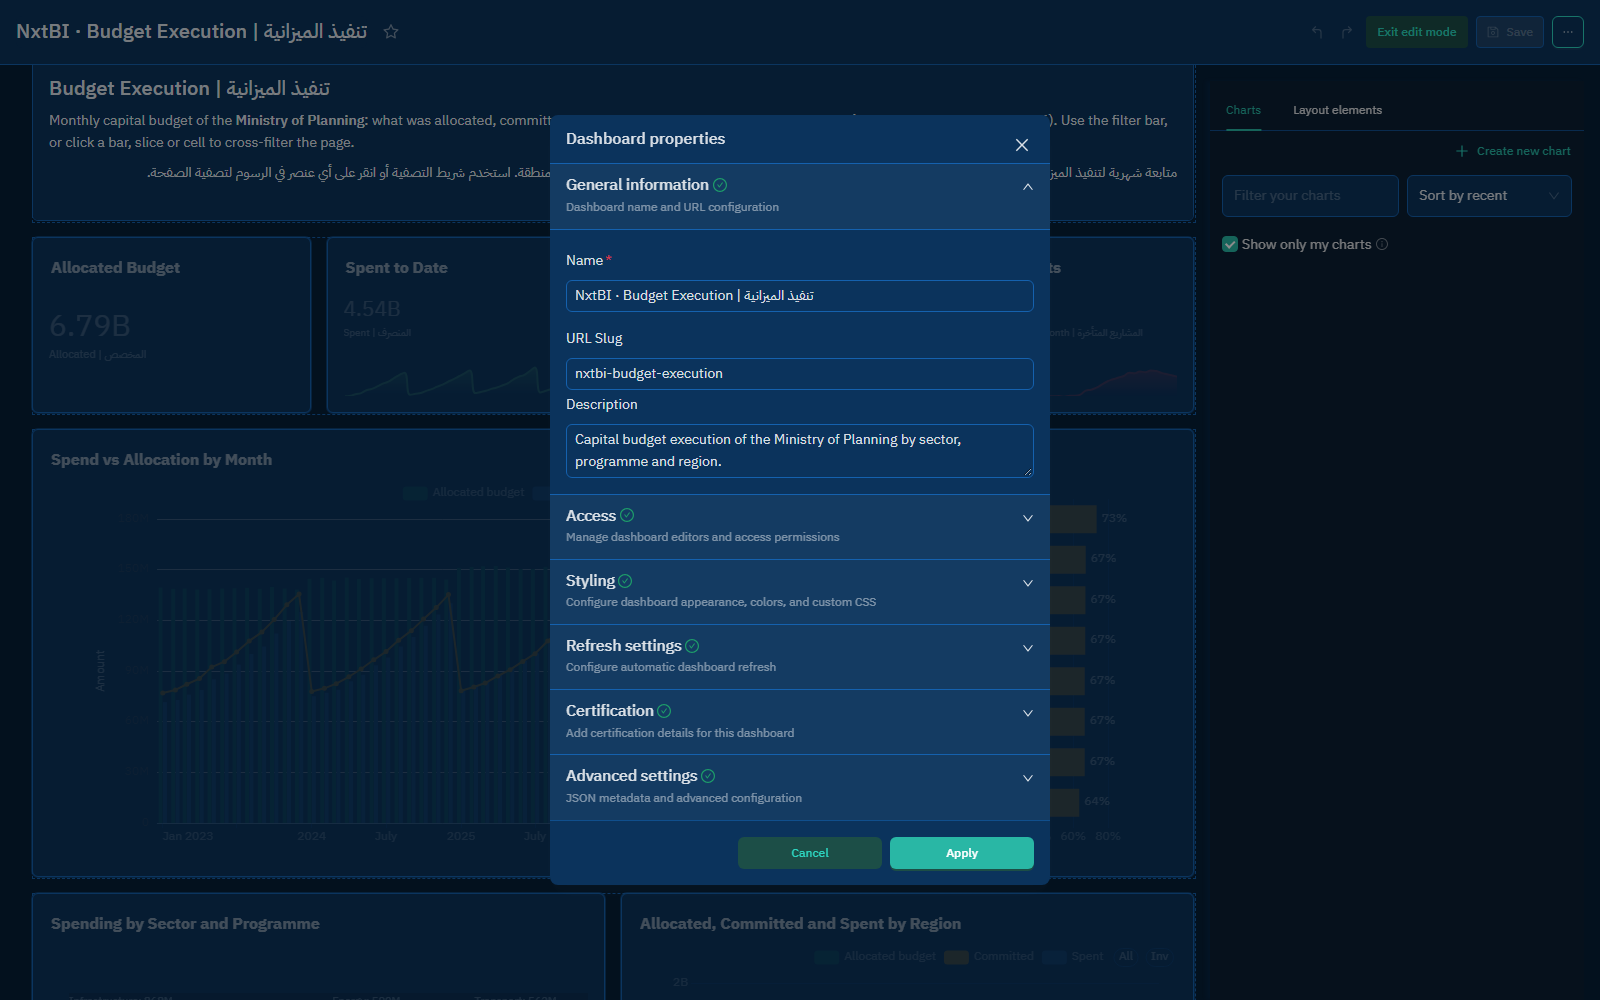 NxtBI · Budget Execution | تنفيذ الميزانية
Exit edit mode
Save
Budget Execution | تنفيذ الميزانية
Monthly capital budget of the Ministry of Planning: what was allocated, committ
). Use the filter bar,
or click a bar, slice or cell to cross-filter the page.
متابعة شهرية لتنفيذ
منطقة. استخدم شريط التصفية أو انقر على أي عنصر في الرسوم لتصفية الصفحة.
Charts
Layout elements
Create new chart
Filter your charts
Sort by recent
Show only my charts
Dashboard properties
General information
Dashboard name and URL configuration
Name *
NxtBI · Budget Execution | تنفيذ الميزانية
URL Slug
nxtbi-budget-execution
Description
Capital budget execution of the Ministry of Planning by sector,
programme and region.
Access
Manage dashboard editors and access permissions
Styling
Configure dashboard appearance, colors, and custom CSS
Refresh settings
Configure automatic dashboard refresh
Certification
Add certification details for this dashboard
Advanced settings
JSON metadata and advanced configuration
Cancel
Apply
Allocated Budget
6.79B
Allocated | المخصص
Spent to Date
4.54B
Spent | المنصرف
ts
onth | المشاريع المتأخرة
Spend vs Allocation by Month
Allocated budget
Amount
Jan 2023
2024
July
2025
July
73%
67%
67%
67%
67%
67%
67%
64%
60%
80%
Spending by Sector and Programme
Allocated, Committed and Spent by Region
Allocated budget
Committed
Spent
All
Inv
2B